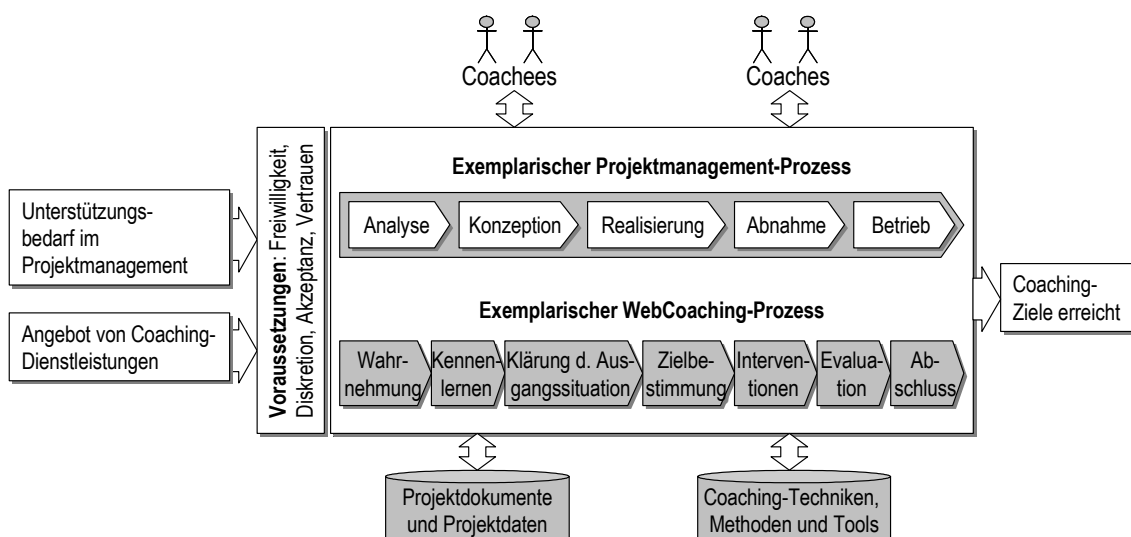 Coachees
Coaches
Unterstützungs-
bedarf im
Projektmanagement
Angebot von Coaching-
Dienstleistungen
Voraussetzungen: Freiwilligkeit,
Diskretion, Akzeptanz, Vertrauen
Exemplarischer Projektmanagement-Prozess
Analyse
Konzeption
Realisierung
Abnahme
Betrieb
Exemplarischer WebCoaching-Prozess
Wahr-
nehmung
Kennen-
lernen
Klärung d. Aus-
gangssituation
Zielbe-
stimmung
Interven-
tionen
Evalua-
tion
Ab-
schluss
Coaching-
Ziele erreicht
Projektdokumente
und Projektdaten
Coaching-Techniken,
Methoden und Tools